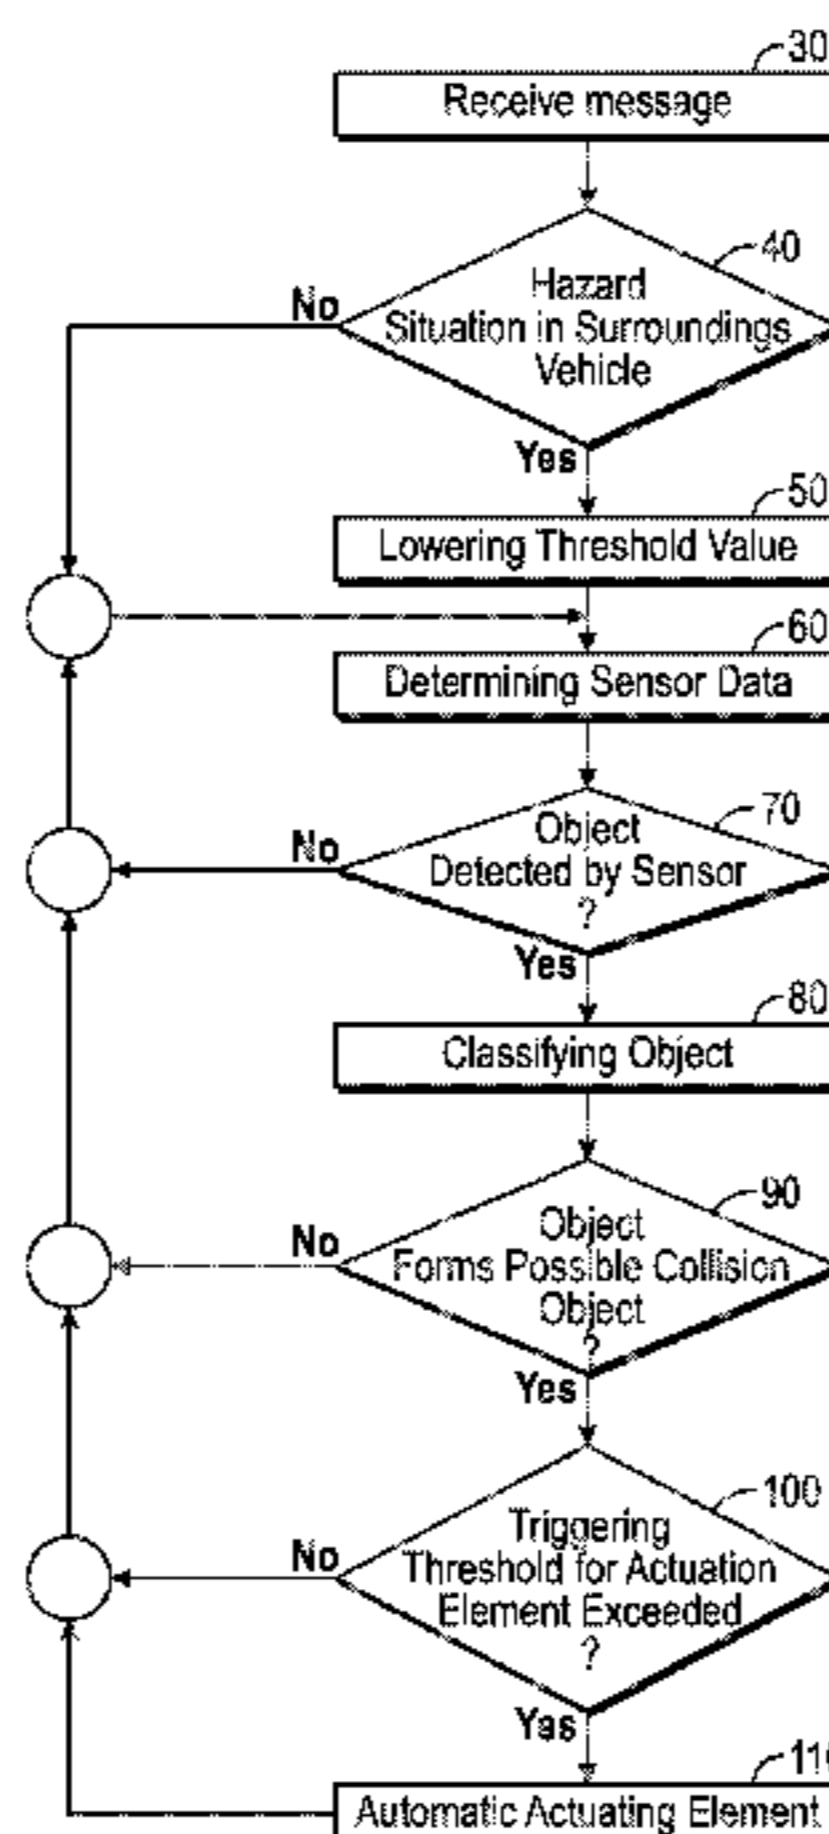 30
Receive message
40
Hazard
Situation in Surroundings
Vehicle
No
Yes
50
Lowering Threshold Value
60
Determining Sensor Data
70
Object
Detected by Sensor
?
No
Yes
80
Classifying Object
90
Object
Forms Possible Collision
Object
?
No
Yes
100
Triggering
Threshold for Actuation
Element Exceeded
?
No
Yes
110
Automatic Actuating Element